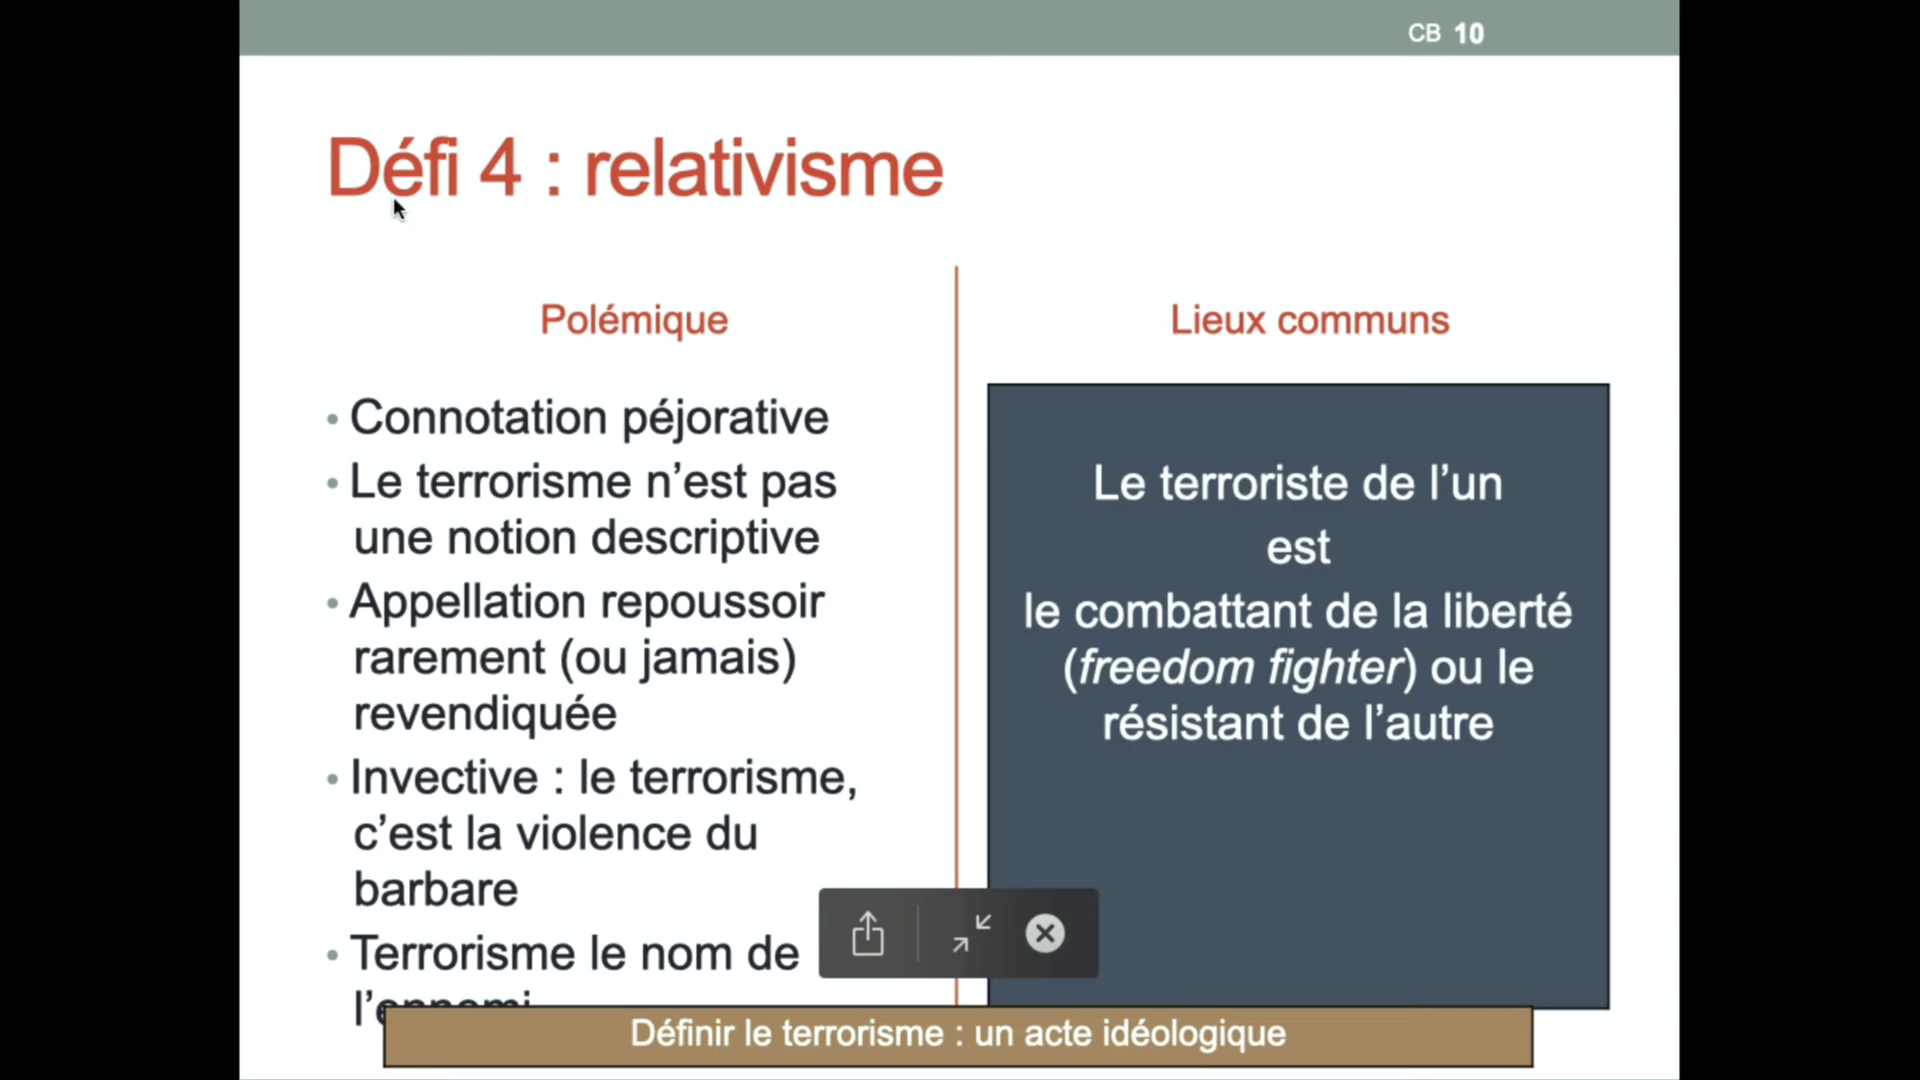 CB 10
Défi 4 : relativisme
Polémique
• Connotation péjorative
• Le terrorisme n’est pas
une notion descriptive
• Appellation repoussoir
rarement (ou jamais)
revendiquée
• Invective : le terrorisme,
c’est la violence du
barbare
• Terrorisme le nom de
l’ennemi
Lieux communs
Le terroriste de l’un
est
le combattant de la liberté
(freedom fighter) ou le
résistant de l’autre
Définir le terrorisme : un acte idéologique